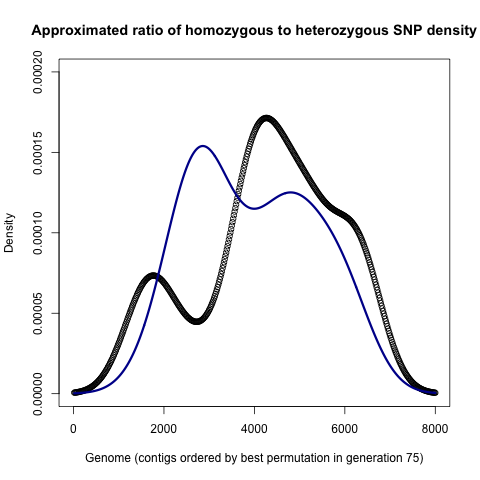 Approximated ratio of homozygous to heterozygous SNP density
0.00020
0.00015
0.00010
0.00005
0.00000
Density
0 2000 4000 6000 8000
Genome (contigs ordered by best permutation in generation 75)